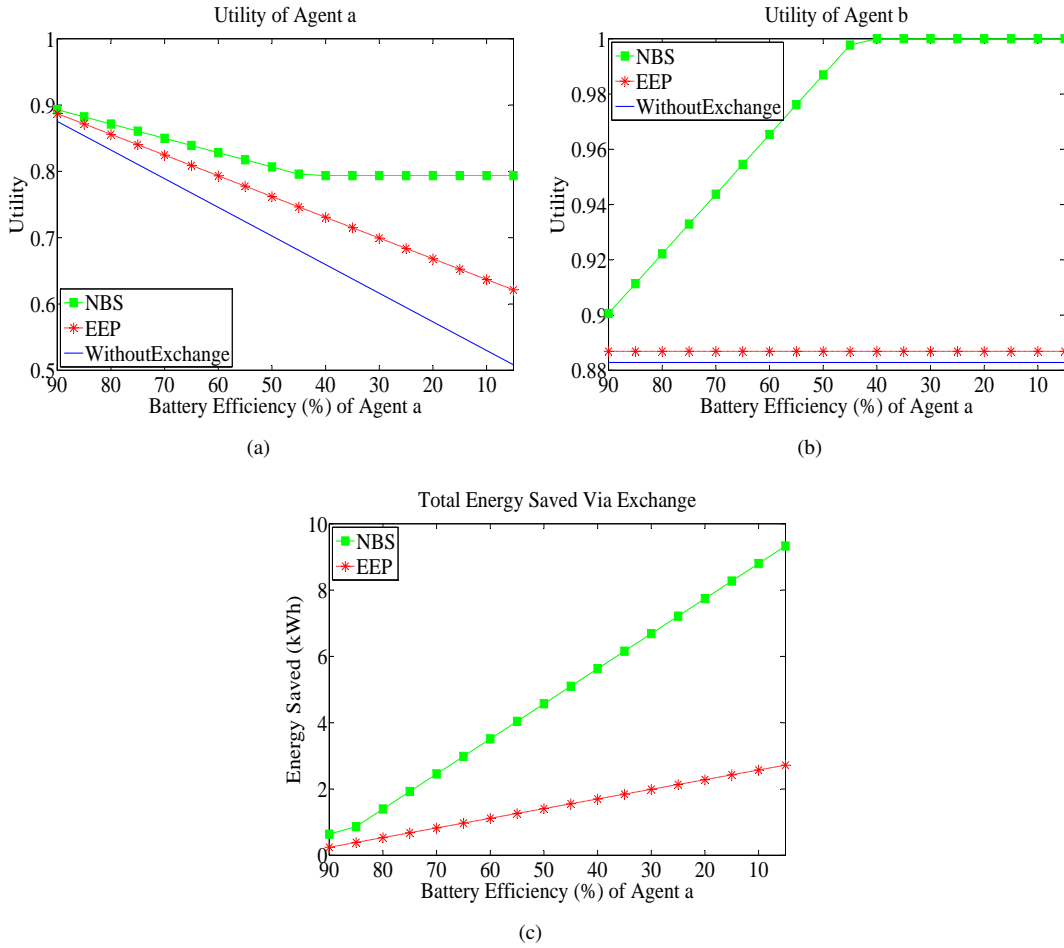 Utility of Agent a
1
0.9
0.8
0.7
0.6
0.5
Utility
NBS
EEP
WithoutExchange
90 80 70 60 50 40 30 20 10
Battery Efficiency (%) of Agent a
(a)
Utility of Agent b
1
0.98
0.96
0.94
0.92
0.9
0.88
Utility
NBS
EEP
WithoutExchange
90 80 70 60 50 40 30 20 10
Battery Efficiency (%) of Agent a
(b)
Total Energy Saved Via Exchange
10
8
6
4
2
0
Energy Saved (kWh)
NBS
EEP
90 80 70 60 50 40 30 20 10
Battery Efficiency (%) of Agent a
(c)